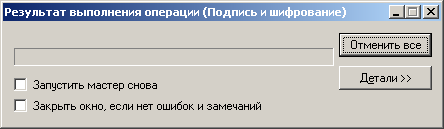 Результат выполнения операции (Подпись и шифрование)
Отменить все
Детали >>
Запустить мастер снова
Закрыть окно, если нет ошибок и замечаний